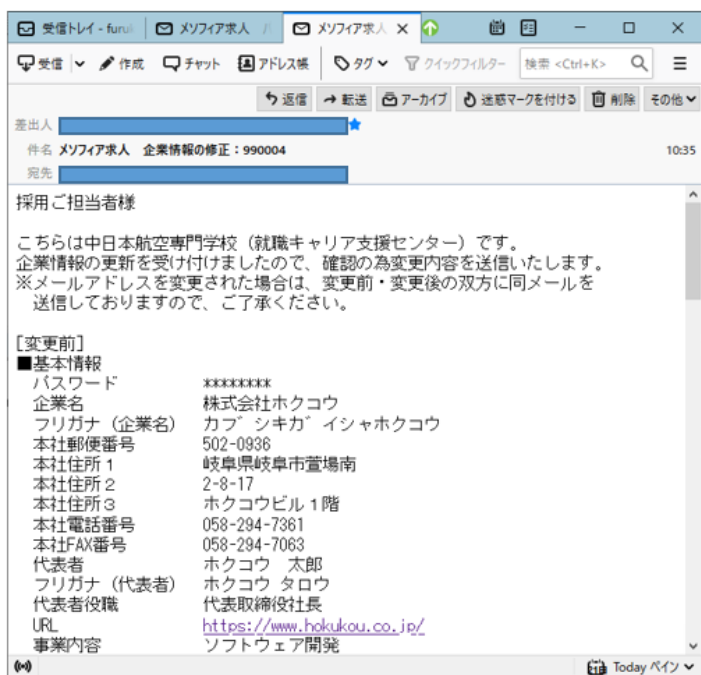 受信トレイ - furul
メソフィア求人
メソフィア求人
受信 作成 チャット アドレス帳 タグ クイックフィルター 検索 <Ctrl+K>
返信 転送 アーカイブ 迷惑マークを付ける 削除 その他
差出人
件名 メソフィア求人 企業情報の修正：990004 10:35
宛先
採用ご担当者様
こちらは中日本航空専門学校（就職キャリア支援センター）です。
企業情報の更新を受け付けましたので、確認の為変更内容を送信いたします。
※メールアドレスを変更された場合は、変更前・変更後の双方に同メールを
送信しておりますので、ご了承ください。
[変更前]
■基本情報
パスワード ********
企業名 株式会社ホクコウ
フリガナ（企業名） カブシキガイシャホクコウ
本社郵便番号 502-0936
本社住所１ 岐阜県岐阜市萱場南
本社住所２ 2-8-17
本社住所３ ホクコウビル１階
本社電話番号 058-294-7361
本社FAX番号 058-294-7063
代表者 ホクコウ 太郎
フリガナ（代表者） ホクコウ タロウ
代表者役職 代表取締役社長
URL https://www.hokukou.co.jp/
事業内容 ソフトウェア開発
Today ペイン